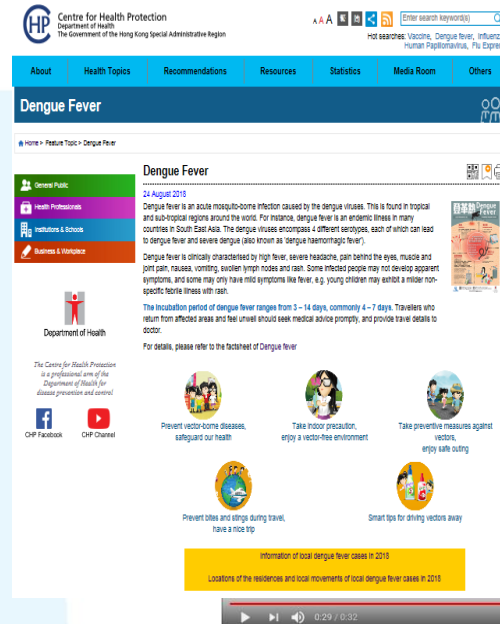 Centre for Health Protection
Department of Health
The Government of the Hong Kong Special Administrative Region
A A A 繁 簡
Enter search keyword(s)
Hot searches: Vaccine, Dengue fever, Influenz
Human Papillomavirus, Flu Expre
About Health Topics Recommendations Resources Statistics Media Room Others
Dengue Fever
Home > Feature Topic > Dengue Fever
General Public
Health Professionals
Institutions & Schools
Business & Workplace
Department of Health
The Centre for Health Protection
is a professional arm of the
Department of Health for
disease prevention and control
CHP Facebook CHP Channel
Dengue Fever
24 August 2018
Dengue fever is an acute mosquito-borne infection caused by the dengue viruses. This is found in tropical
and sub-tropical regions around the world. For instance, dengue fever is an endemic illness in many
countries in South East Asia. The dengue viruses encompass 4 different serotypes, each of which can lead
to dengue fever and severe dengue (also known as 'dengue haemorrhagic fever').
Dengue fever is clinically characterised by high fever, severe headache, pain behind the eyes, muscle and
joint pain, nausea, vomiting, swollen lymph nodes and rash. Some infected people may not develop apparent
symptoms, and some may only have mild symptoms like fever, e.g. young children may exhibit a milder non-
specific febrile illness with rash.
The incubation period of dengue fever ranges from 3 – 14 days, commonly 4 – 7 days. Travellers who
return from affected areas and feel unwell should seek medical advice promptly, and provide travel details to
doctor.
For details, please refer to the factsheet of Dengue fever
Dengue
Fever
Prevent vector-borne diseases,
safeguard our health
Take indoor precaution,
enjoy a vector-free environment
Take preventive measures against
vectors,
enjoy safe outing
Prevent bites and stings during travel,
have a nice trip
Smart tips for driving vectors away
Information of local dengue fever cases in 2018
Locations of the residences and local movements of local dengue fever cases in 2018
0:29 / 0:32